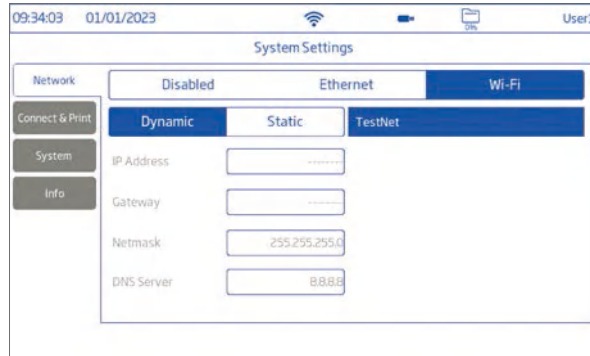 09:34:03 01/01/2023 User
System Settings
Network Disabled Ethernet Wi-Fi
Connect & Print Dynamic Static TestNet
System IP Address --------
Info
Gateway --------
Netmask 255.255.255.0
DNS Server 8.8.8.8